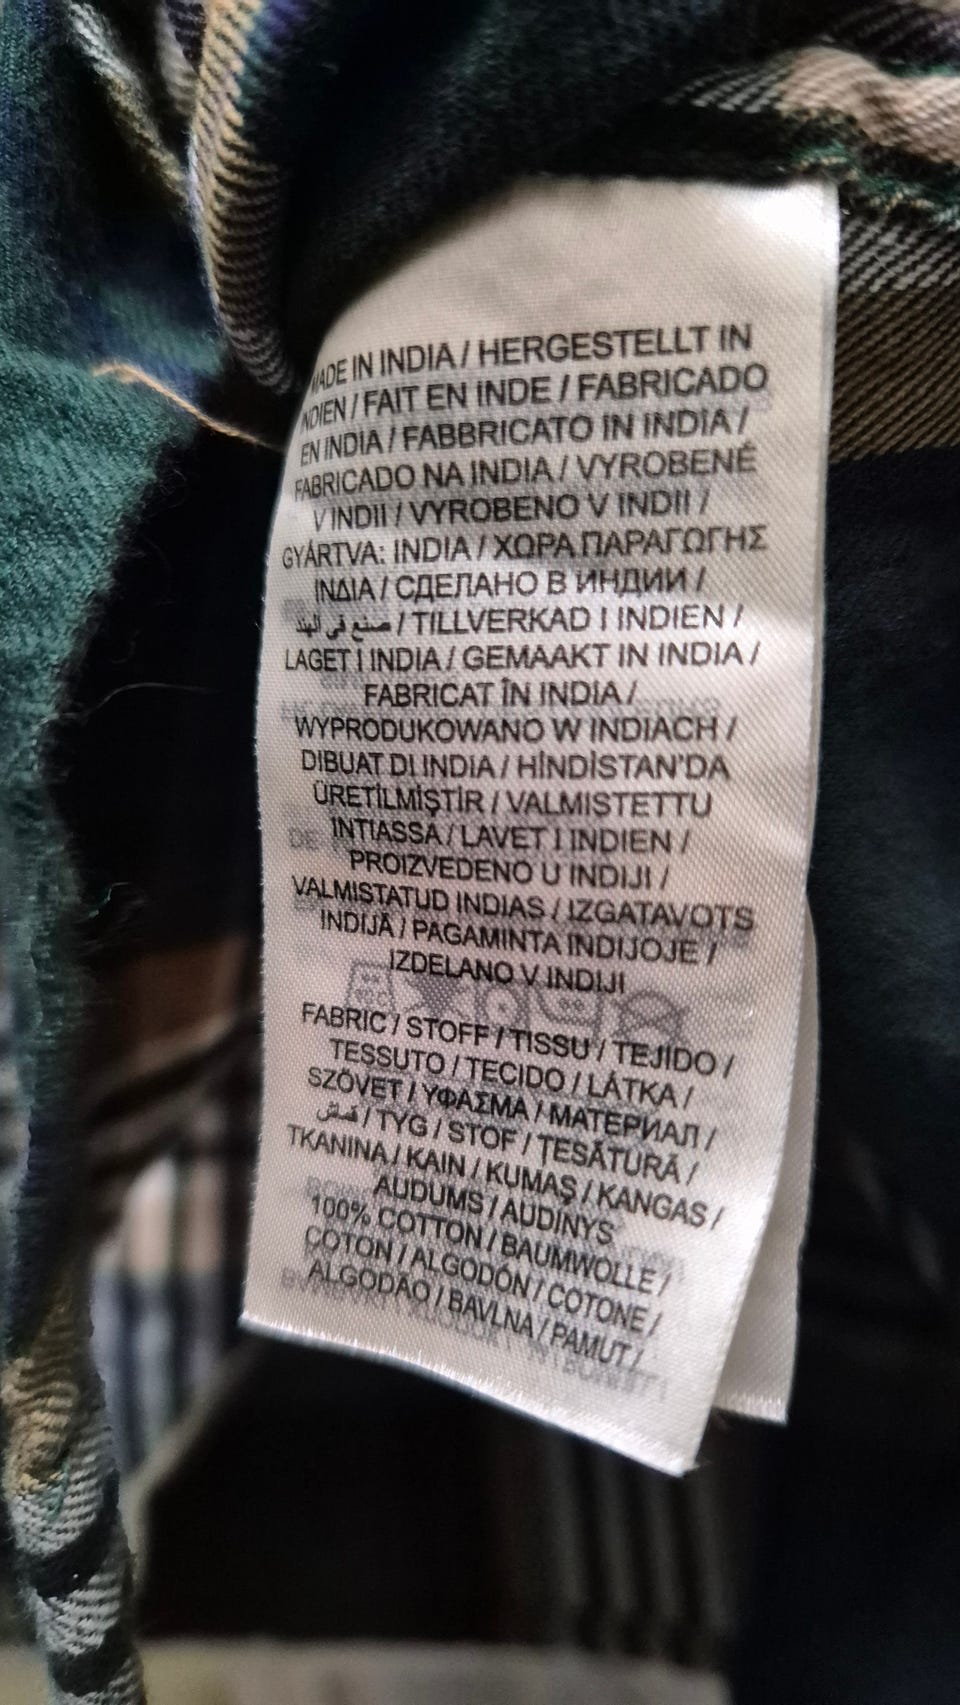 MADE IN INDIA / HERGESTELLT IN
INDIEN / FAIT EN INDE / FABRICADO
EN INDIA / FABBRICATO IN INDIA /
FABRICADO NA INDIA / VYROBENÉ
V INDII / VYROBENO V INDII /
GYÁRTVA: INDIA / ΧΩΡΑ ΠΑΡΑΓΩΓΗΣ
ΙΝΔΙΑ / СДЕЛАНО В ИНДИИ /
صنع في الهند / TILLVERKAD I INDIEN /
LAGET I INDIA / GEMAAKT IN INDIA /
FABRICAT ÎN INDIA /
WYPRODUKOWANO W INDIACH /
DIBUAT DI INDIA / HİNDİSTAN'DA
ÜRETİLMİŞTİR / VALMISTETTU
INTIASSA / LAVET I INDIEN /
PROIZVEDENO U INDIJI /
VALMISTATUD INDIAS / IZGATAVOTS
INDIJĀ / PAGAMINTA INDIJOJE /
IZDELANO V INDIJI
FABRIC / STOFF / TISSU / TEJIDO /
TESSUTO / TECIDO / LÁTKA /
SZÖVET / ΥΦΑΣΜΑ / МАТЕРИАЛ /
قماش / TYG / STOF / ŢESĂTURĂ /
TKANINA / KAIN / KUMAŞ / KANGAS /
AUDUMS / AUDINYS
100% COTTON / BAUMWOLLE /
COTON / ALGODÓN / COTONE /
ALGODÃO / BAVLNA / PAMUT /